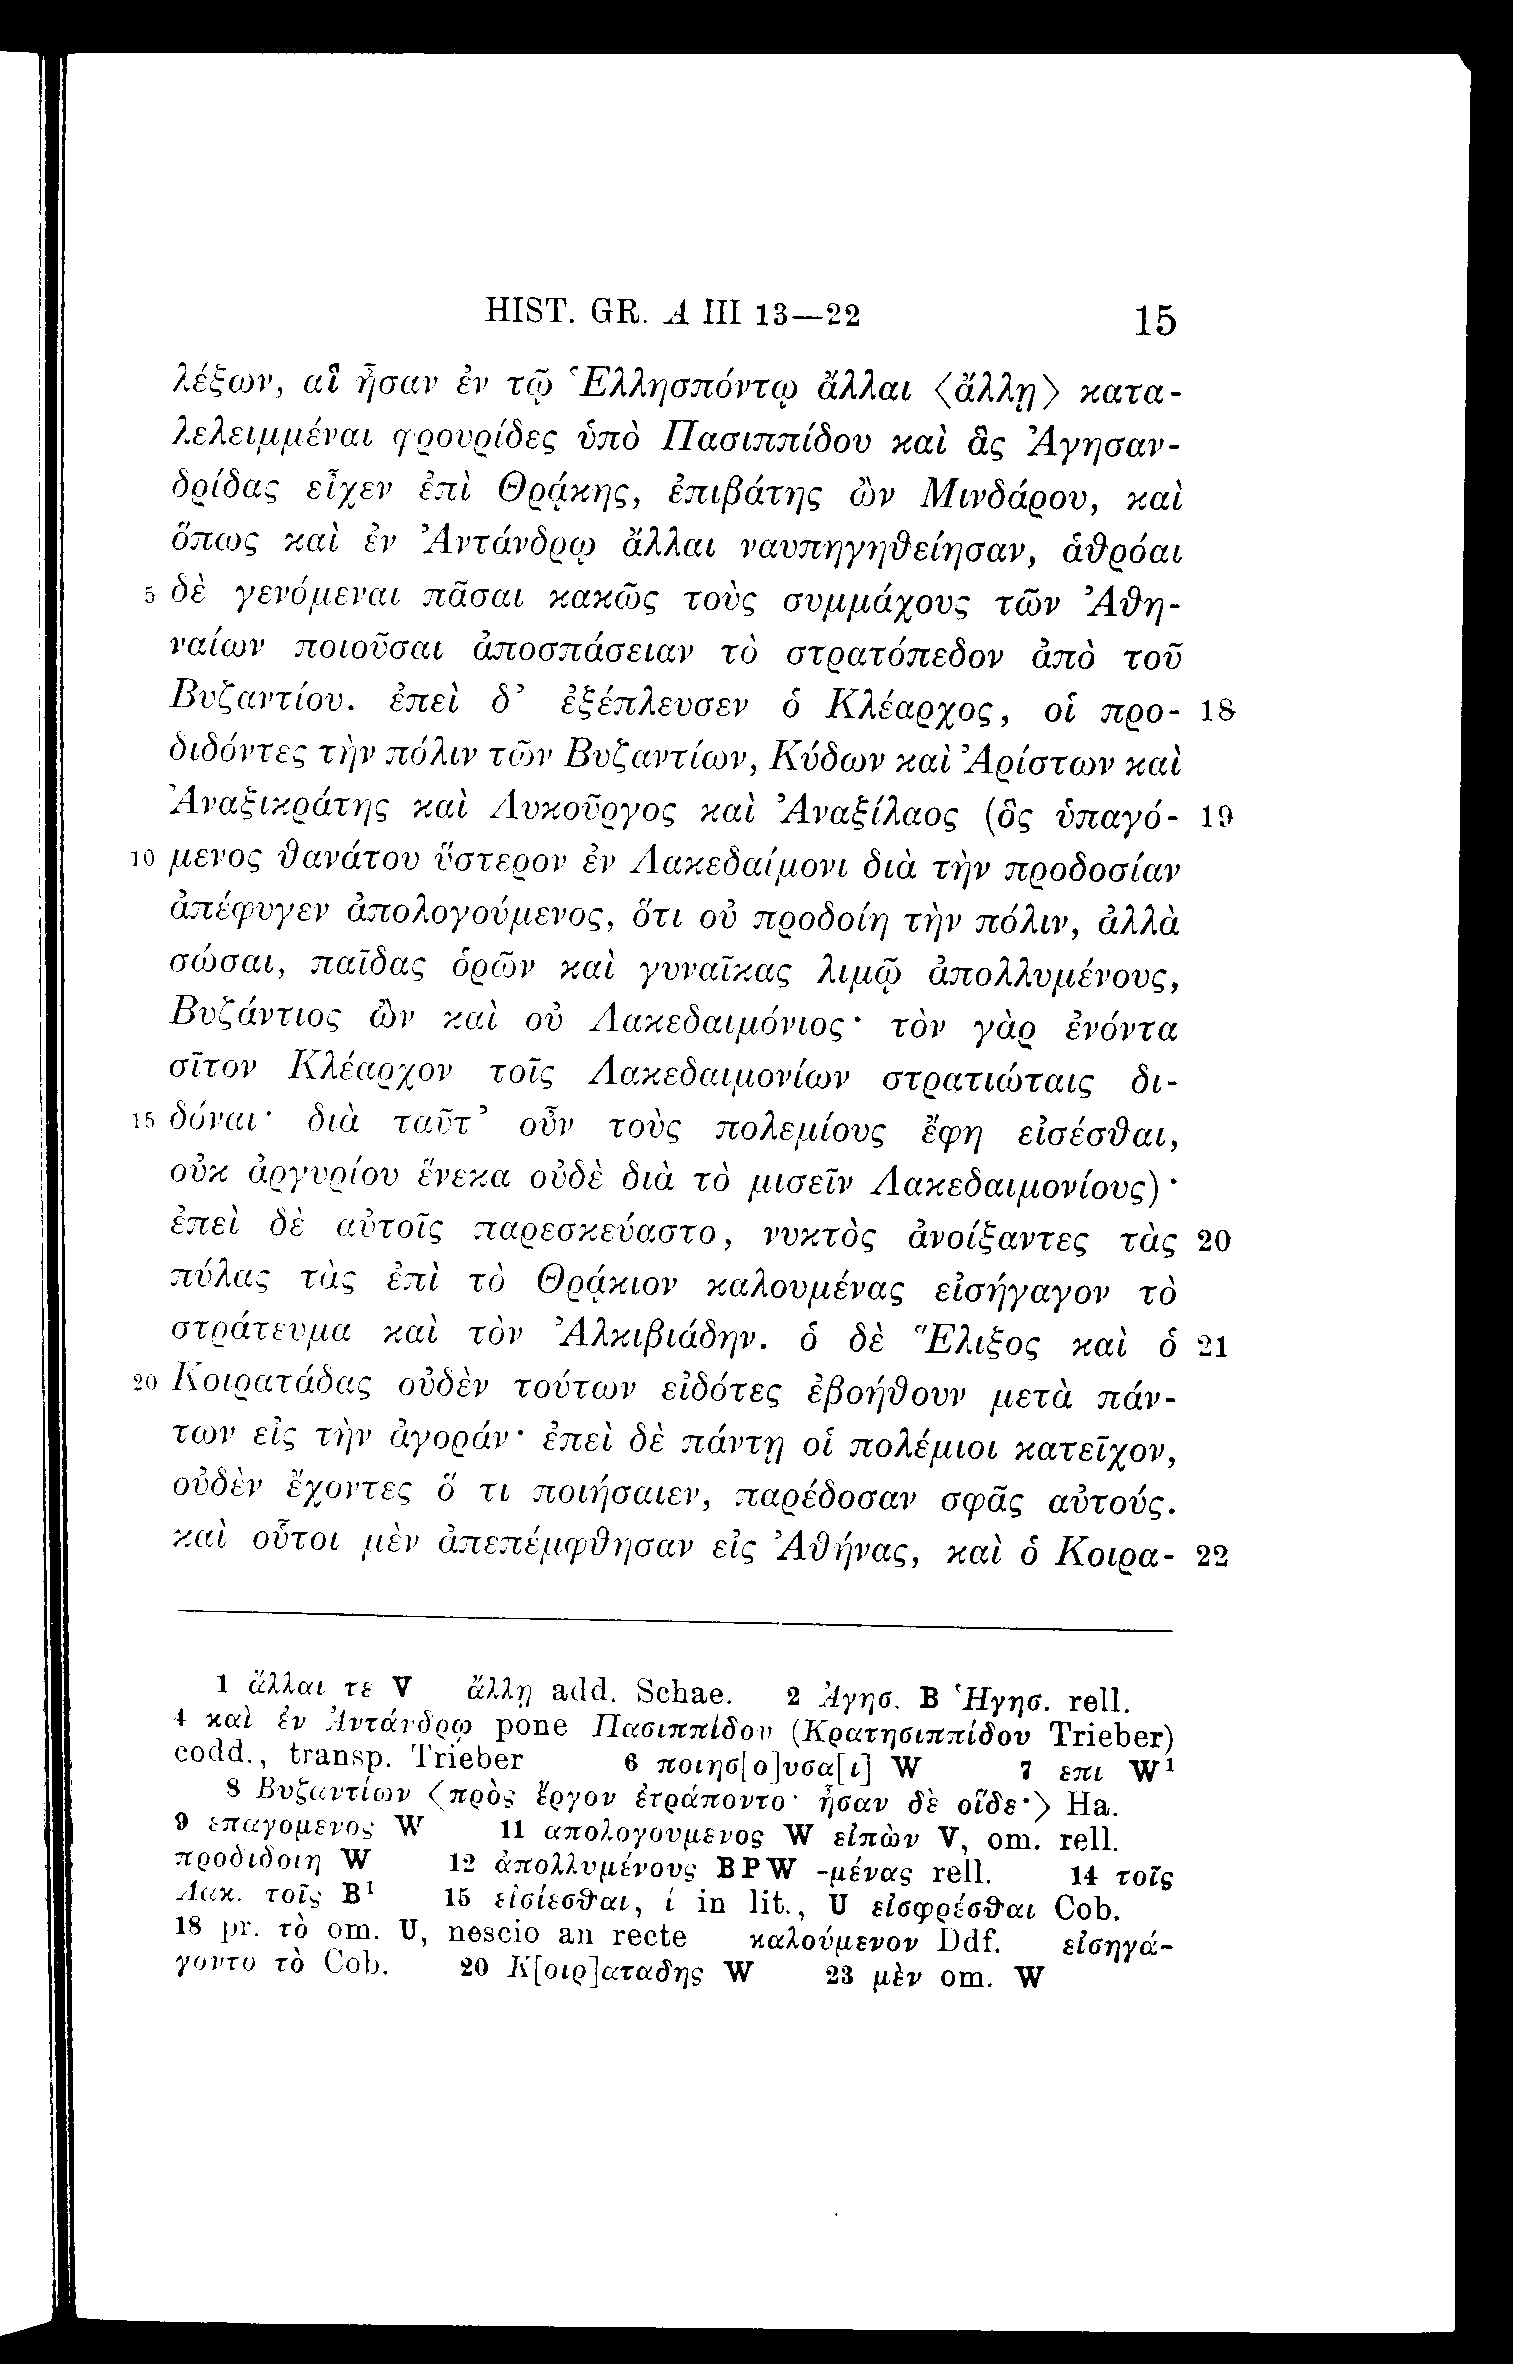 HIST. GR. A III 13—22 15
λέξων, αἳ ἦσαν ἐν τῷ Ἑλλησπόντῳ ἄλλαι ⟨ἄλλῃ⟩ κατα-
λελειμμέναι φρουρίδες ὑπὸ Πασιππίδου καὶ ἃς Ἀγησαν-
δρίδας εἶχεν ἐπὶ Θρᾴκης, ἐπιβάτης ὢν Μινδάρου, καὶ
ὅπως καὶ ἐν Ἀντάνδρῳ ἄλλαι ναυπηγηθείησαν, ἁθρόαι
5 δὲ γενόμεναι πᾶσαι κακῶς τοὺς συμμάχους τῶν Ἀθη-
ναίων ποιοῦσαι ἀποσπάσειαν τὸ στρατόπεδον ἀπὸ τοῦ
Βυζαντίου. ἐπεὶ δ’ ἐξέπλευσεν ὁ Κλέαρχος, οἱ προ- 18
διδόντες τὴν πόλιν τῶν Βυζαντίων, Κύδων καὶ Ἀρίστων καὶ
Ἀναξικράτης καὶ Λυκοῦργος καὶ Ἀναξίλαος (ὃς ὑπαγό- 19
10 μενος θανάτου ὕστερον ἐν Λακεδαίμονι διὰ τὴν προδοσίαν
ἀπέφυγεν ἀπολογούμενος, ὅτι οὐ προδοίη τὴν πόλιν, ἀλλὰ
σώσαι, παῖδας ὁρῶν καὶ γυναῖκας λιμῷ ἀπολλυμένους,
Βυζάντιος ὢν καὶ οὐ Λακεδαιμόνιος· τὸν γὰρ ἐνόντα
σῖτον Κλέαρχον τοῖς Λακεδαιμονίων στρατιώταις δι-
15 δόναι· διὰ ταῦτ’ οὖν τοὺς πολεμίους ἔφη εἰσέσθαι,
οὐκ ἀργυρίου ἕνεκα οὐδὲ διὰ τὸ μισεῖν Λακεδαιμονίους)·
ἐπεὶ δὲ αὐτοῖς παρεσκεύαστο, νυκτὸς ἀνοίξαντες τὰς 20
πύλας τὰς ἐπὶ τὸ Θρᾴκιον καλουμένας εἰσήγαγον τὸ
στράτευμα καὶ τὸν Ἀλκιβιάδην. ὁ δὲ Ἕλιξος καὶ ὁ 21
20 Κοιρατάδας οὐδὲν τούτων εἰδότες ἐβοήθουν μετὰ πάν-
των εἰς τὴν ἀγοράν· ἐπεὶ δὲ πάντῃ οἱ πολέμιοι κατεῖχον,
οὐδὲν ἔχοντες ὅ τι ποιήσαιεν, παρέδοσαν σφᾶς αὐτούς.
καὶ οὗτοι μὲν ἀπεπέμφθησαν εἰς Ἀθήνας, καὶ ὁ Κοιρα- 22
1 ἄλλαι τε V ἄλλῃ add. Schae. 2 Ἀγησ. B Ἡγησ. rell.
4 καὶ ἐν Ἀντάνδρῳ pone Πασιππίδου (Κρατησιππίδου Trieber)
codd., transp. Trieber 6 ποιησ[ο]υσα[ι] W 7 επι W¹
8 Βυζαντίων ⟨πρὸς ἔργον ἐτράποντο· ἦσαν δὲ οἵδε·⟩ Ha.
9 επαγομενος W 11 απολογουμενος W εἰπὼν V, om. rell.
προδιδοιη W 12 ἀπολλυμένους BPW -μένας rell. 14 τοῖς
Λακ. τοῖς B¹ 15 εἰσίεσθαι, ί in lit., U εἰσφρέσθαι Cob.
18 pr. τὸ om. U, nescio an recte καλούμενον Ddf. εἰσηγά-
γοντο τὸ Cob. 20 Κ[οιρ]αταδης W 23 μὲν om. W